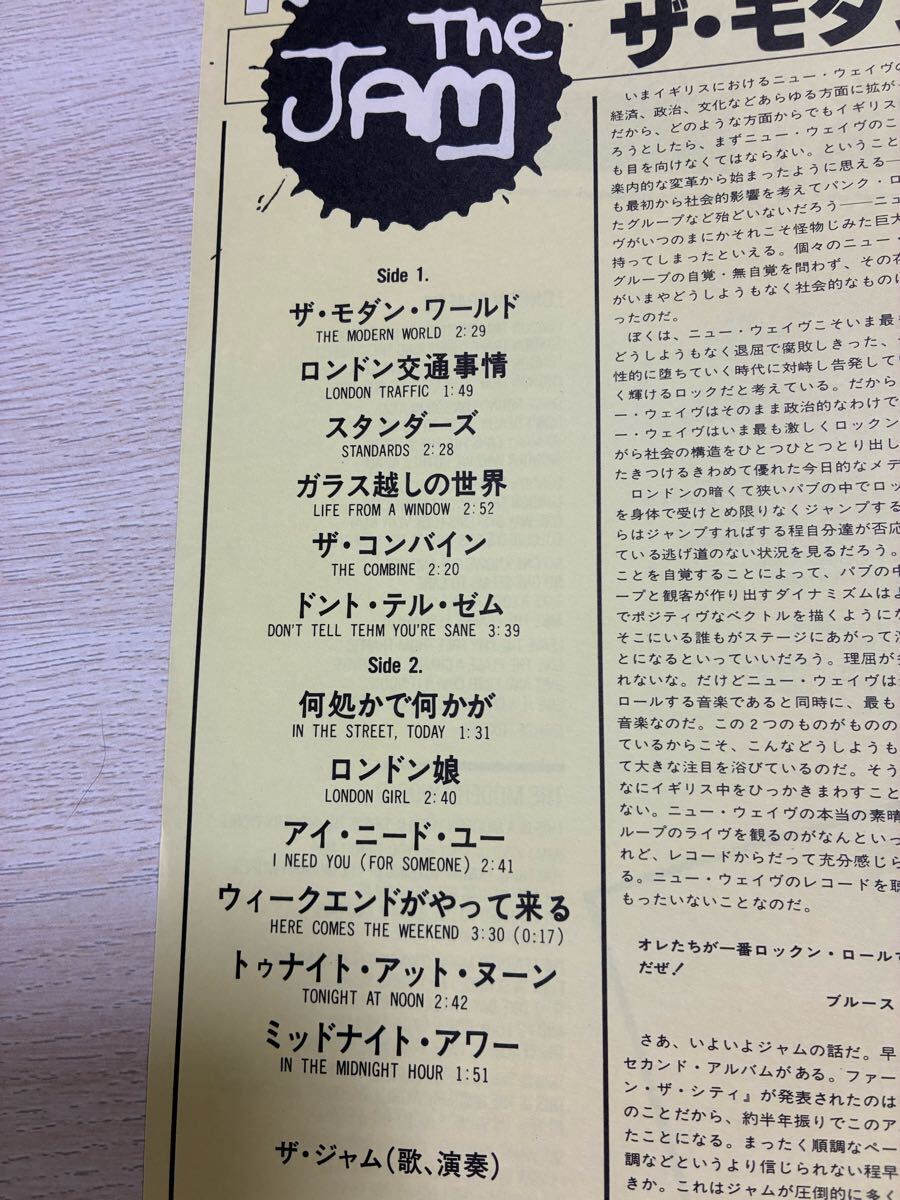 The
JAM
ザ・モダ
Side 1.
ザ・モダン・ワールド
THE MODERN WORLD 2:29
ロンドン交通事情
LONDON TRAFFIC 1:49
スタンダーズ
STANDARDS 2:28
ガラス越しの世界
LIFE FROM A WINDOW 2:52
ザ・コンバイン
THE COMBINE 2:20
ドント・テル・ゼム
DON'T TELL TEHM YOU'RE SANE 3:39
Side 2.
何処かで何かが
IN THE STREET, TODAY 1:31
ロンドン娘
LONDON GIRL 2:40
アイ・ニード・ユー
I NEED YOU (FOR SOMEONE) 2:41
ウィークエンドがやって来る
HERE COMES THE WEEKEND 3:30 (0:17)
トゥナイト・アット・ヌーン
TONIGHT AT NOON 2:42
ミッドナイト・アワー
IN THE MIDNIGHT HOUR 1:51
ザ・ジャム(歌、演奏)
いまイギリスにおけるニュー・ウェイヴの
経済、政治、文化などあらゆる方面に拡が
だから、どのような方面からでもイギリス
ろうとしたら、まずニュー・ウェイヴのこ
も目を向けなくてはならない。ということ
楽内的な変革から始まったように思える—
も最初から社会的影響を考えてパンク・ロ
たグループなど殆どいないだろう——ニュ
ヴがいつのまにかそれこそ怪物じみた巨大
持ってしまったといえる。個々のニュー・
グループの自覚・無自覚を問わず、その存
がいまやどうしようもなく社会的なものに
ったのだ。
ぼくは、ニュー・ウェイヴこそいま最も
どうしようもなく退屈で腐敗しきった、
性的に堕ちていく時代に対峙し告発して
く輝けるロックだと考えている。だから
ー・ウェイヴはそのまま政治的なわけで
ー・ウェイヴはいま最も激しくロックン
がら社会の構造をひとつひとつとり出し
たきつけるきわめて優れた今日的なメデ
ロンドンの暗くて狭いパブの中でロッ
を身体で受けとめ限りなくジャンプする
らはジャンプすればする程自分達が否応
ている逃げ道のない状況を見るだろう。
ことを自覚することによって、パブの中
ープと観客が作り出すダイナミズムはよ
でポジティヴなベクトルを描くようにな
そこにいる誰もがステージにあがって演
とになるといっていいだろう。理屈が多
れないな。だけどニュー・ウェイヴは
ロールする音楽であると同時に、最も
音楽なのだ。この2つのものがものの
ているからこそ、こんなどうしようも
て大きな注目を浴びているのだ。そう
なにイギリス中をひっかきまわすこと
ない。ニュー・ウェイヴの本当の素晴
ループのライヴを観るのがなんといっ
れど、レコードからだって充分感じら
る。ニュー・ウェイヴのレコードを聴
もったいないことなのだ。
オレたちが一番ロックン・ロールで
だぜ!
ブルース
さあ、いよいよジャムの話だ。早
セカンド・アルバムがある。ファー
ン・ザ・シティ』が発表されたのは
のことだから、約半年振りでこのア
たことになる。まったく順調なペー
調などというより信じられない程早
きか。これはジャムが圧倒的に多く